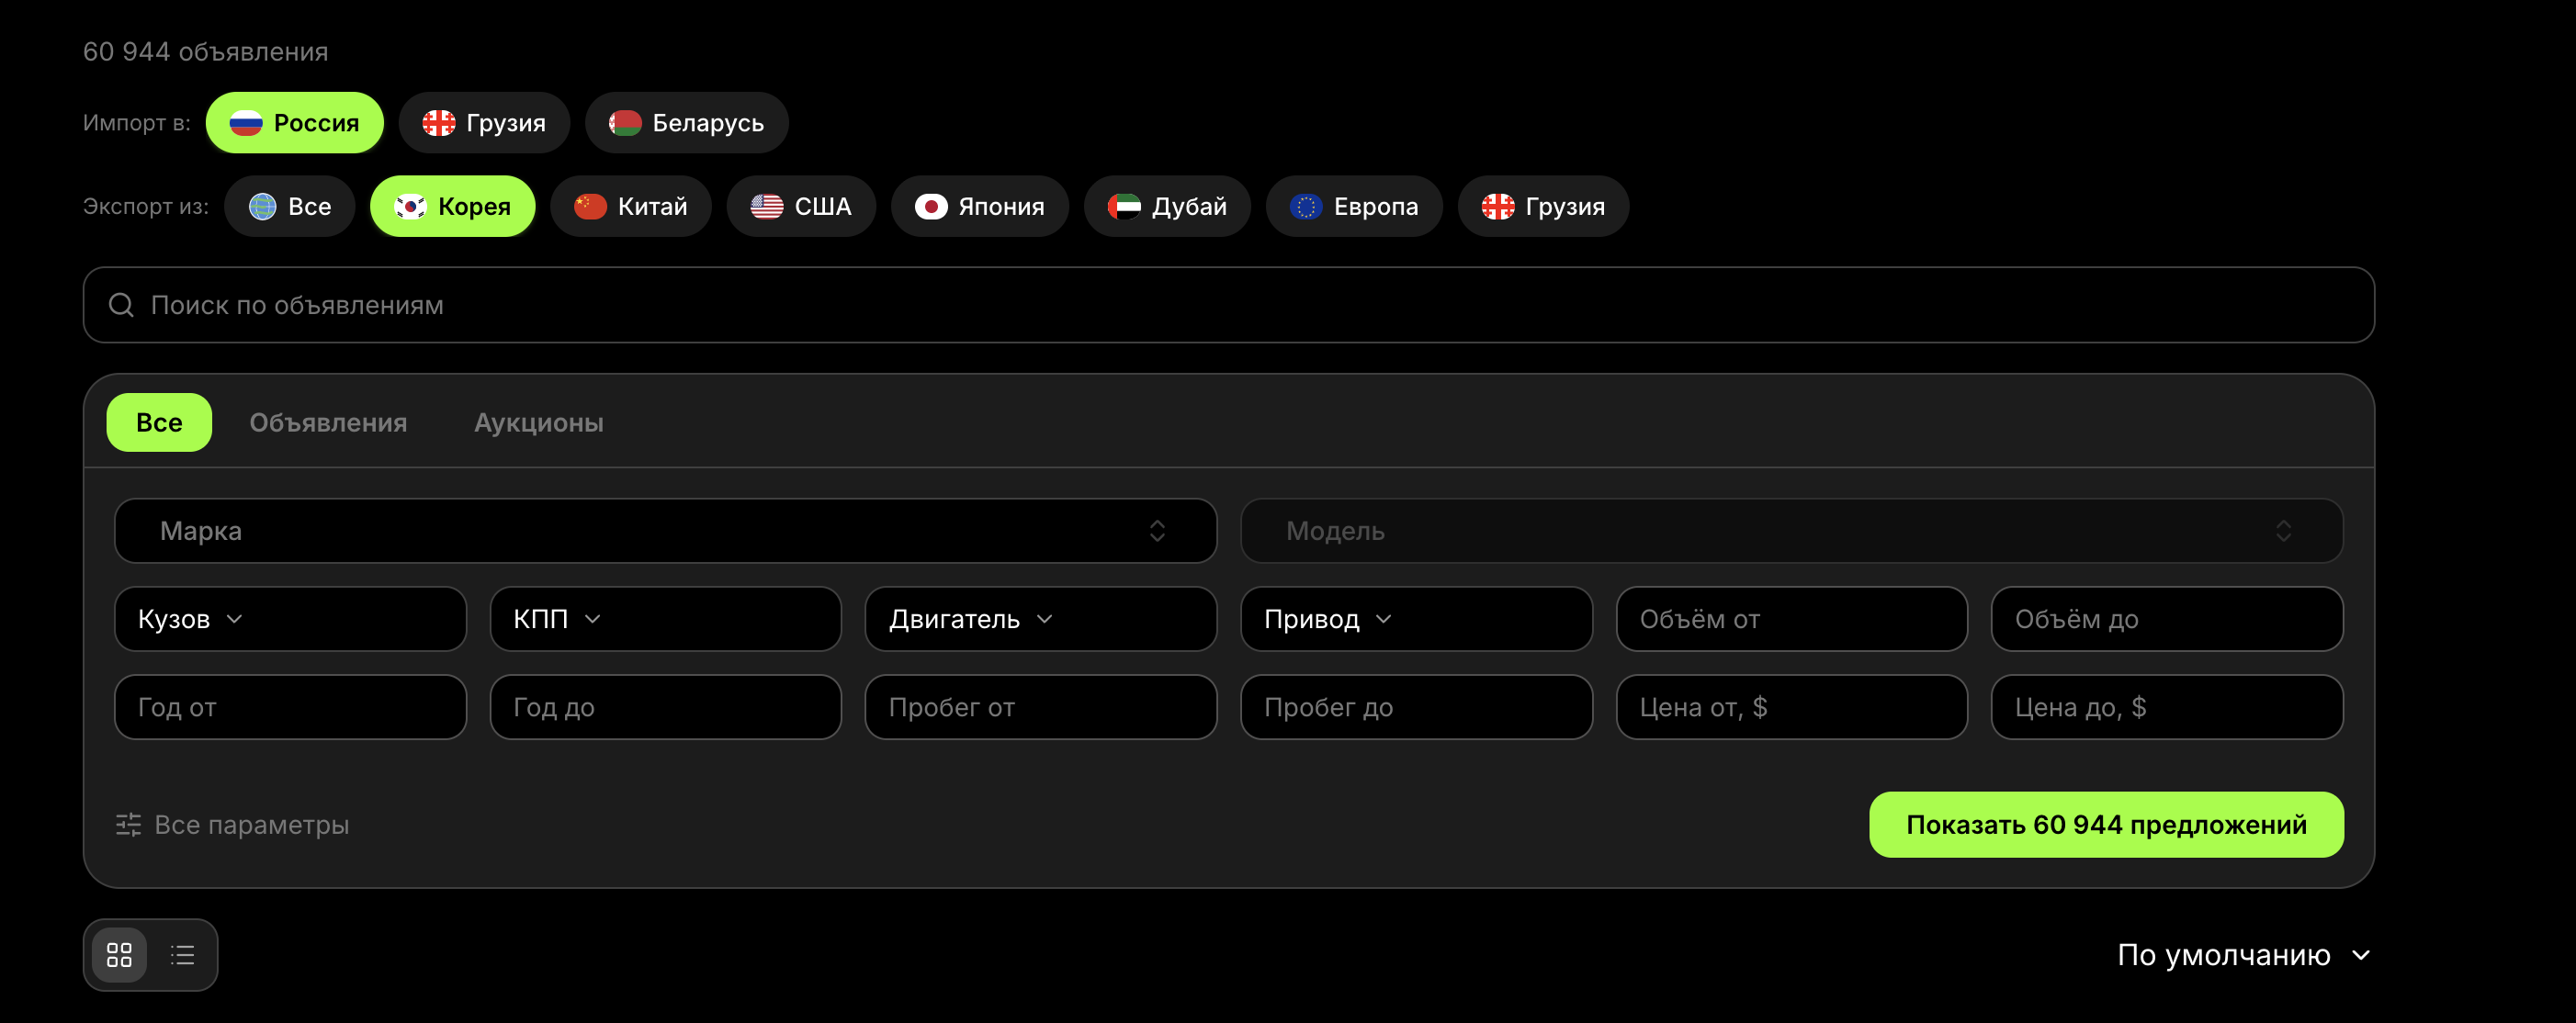 60 944 объявления
Импорт в: Россия Грузия Беларусь
Экспорт из: Все Корея Китай США Япония Дубай Европа Грузия
Поиск по объявлениям
Все Объявления Аукционы
Марка Модель
Кузов КПП Двигатель Привод Объём от Объём до
Год от Год до Пробег от Пробег до Цена от, $ Цена до, $
Все параметры Показать 60 944 предложений
По умолчанию